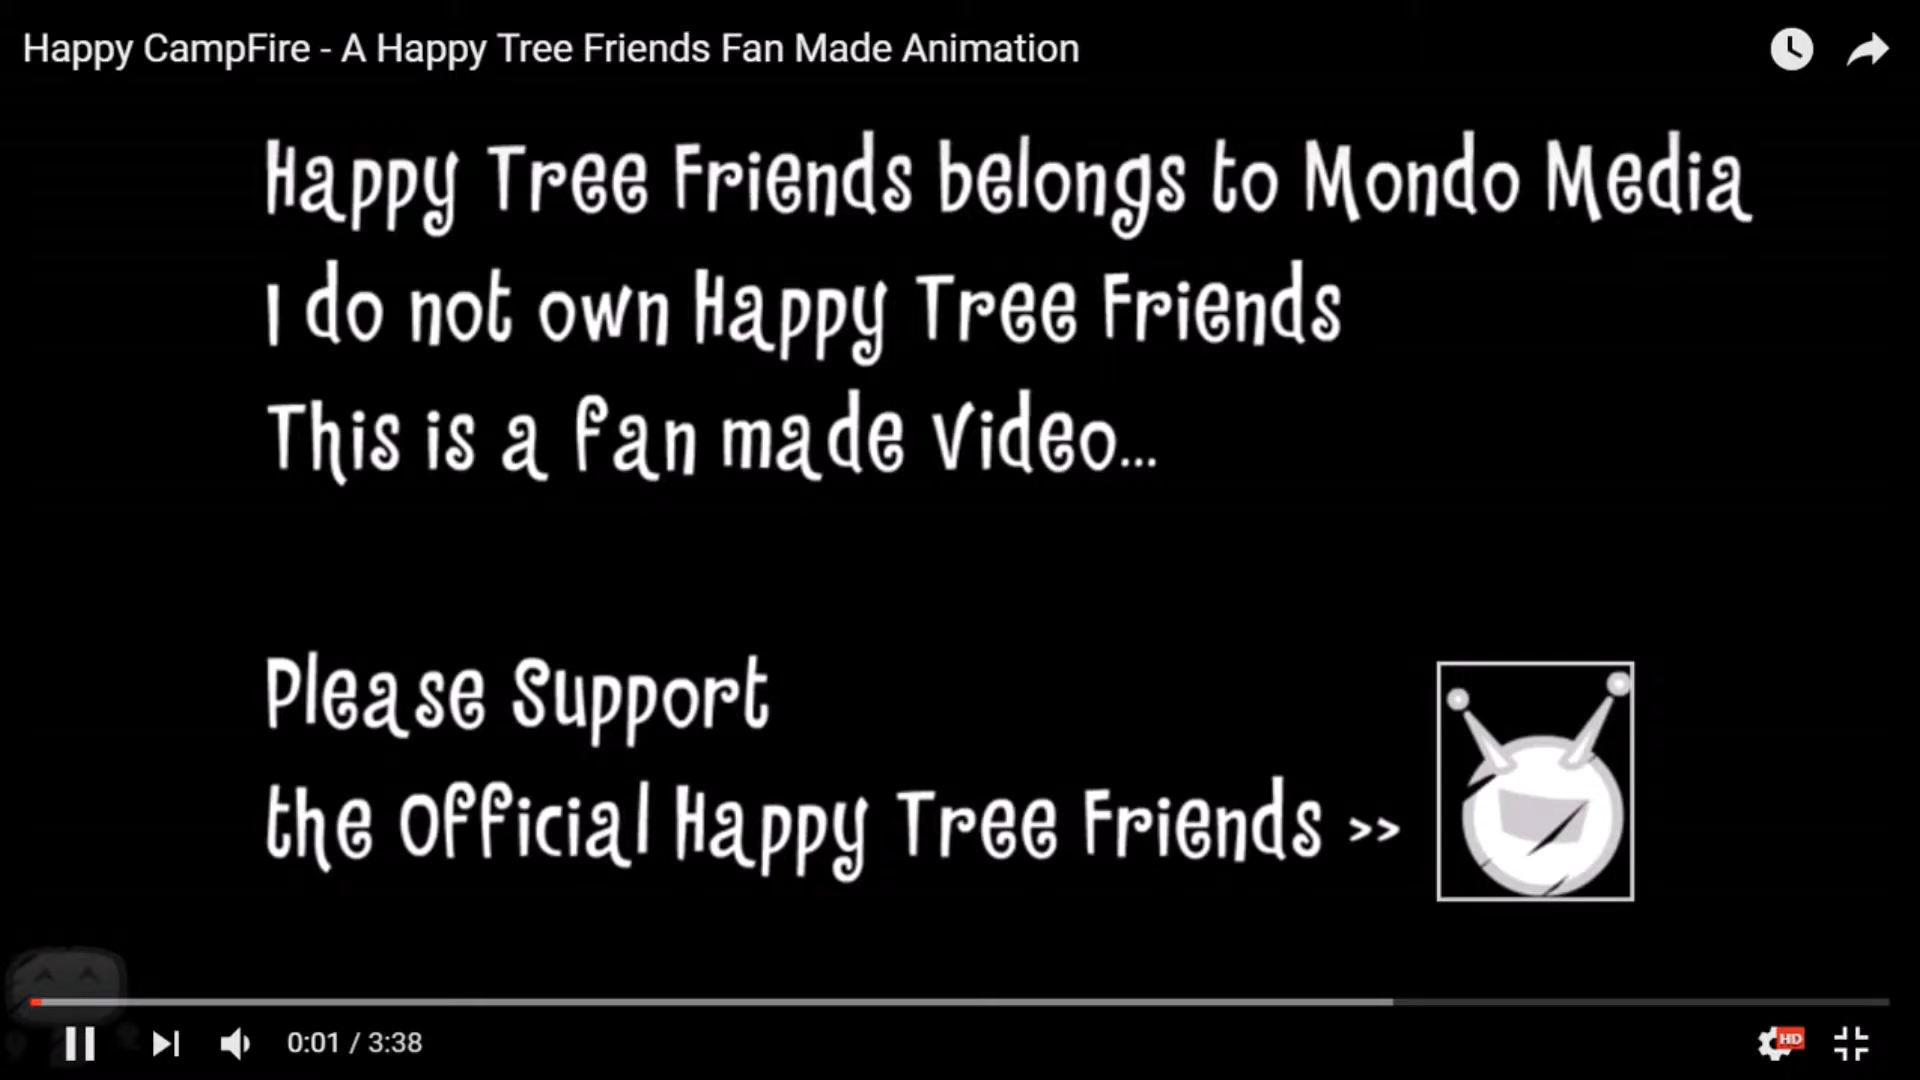 Happy CampFire - A Happy Tree Friends Fan Made Animation
Happy Tree Friends belongs to Mondo Media
I do not own Happy Tree Friends
This is a fan made Video...
Please Support
the Official Happy Tree Friends >>
0:01 / 3:38
HD